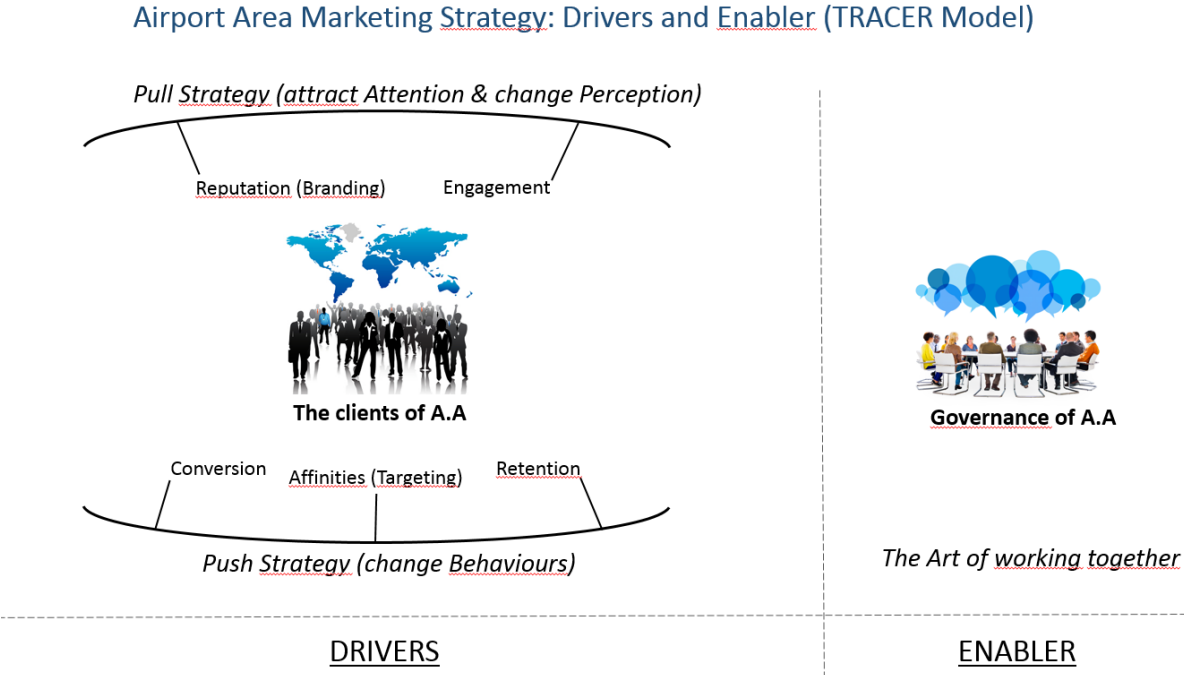 Airport Area Marketing Strategy: Drivers and Enabler (TRACER Model)
Pull Strategy (attract Attention & change Perception)
Reputation (Branding)
Engagement
The clients of A.A
Conversion
Affinities (Targeting)
Retention
Push Strategy (change Behaviours)
DRIVERS
Governance of A.A
The Art of working together
ENABLER